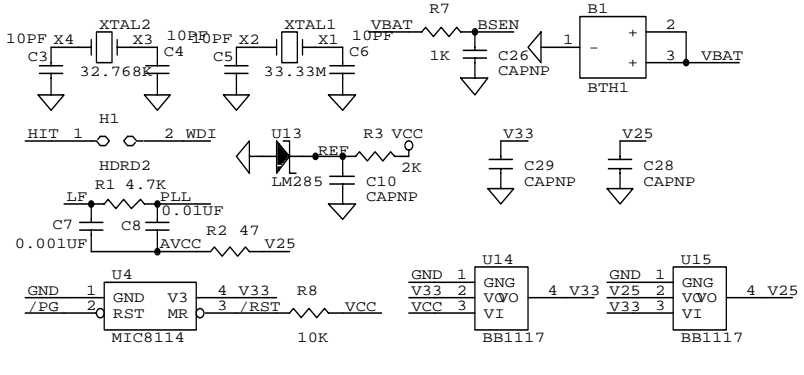 XTAL2 XTAL1 R7 B1
10PF X4 X3 10PF X2 X1 10PF VBAT BSEN 2
C3 C4 C5 C6 1K C26 1 - +
32.768K 33.33M CAPNP + 3 VBAT
BTH1
H1
HIT 1 2 WDI U13 REF R3 VCC V33 V25
HDRD2 2K C29 C28
LM285 C10 CAPNP CAPNP
CAPNP
R1 4.7K
LF PLL
0.01UF
C7 C8 R2 47
0.001UF AVCC V25
U4 U14 U15
GND 1 GND V3 4 V33 R8 GND 1 GNG GND 1 GNG
/PG 2 RST MR 3 /RST VCC V33 2 VO VO 4 V33 V25 2 VO VO 4 V25
MIC8114 10K VCC 3 VI V33 3 VI
BB1117 BB1117